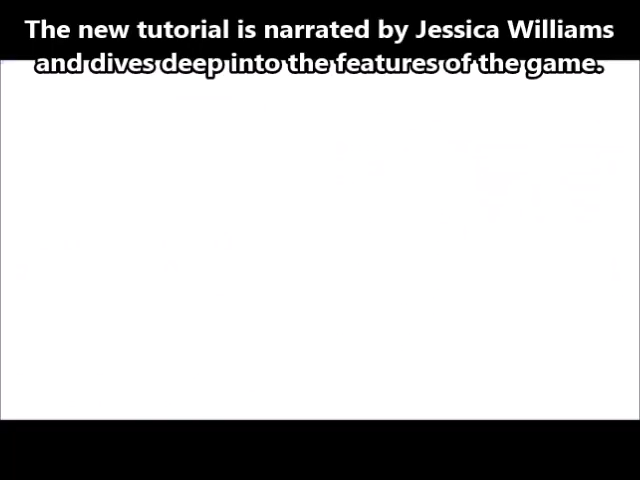 The new tutorial is narrated by Jessica Williams
and dives deep into the features of the game.